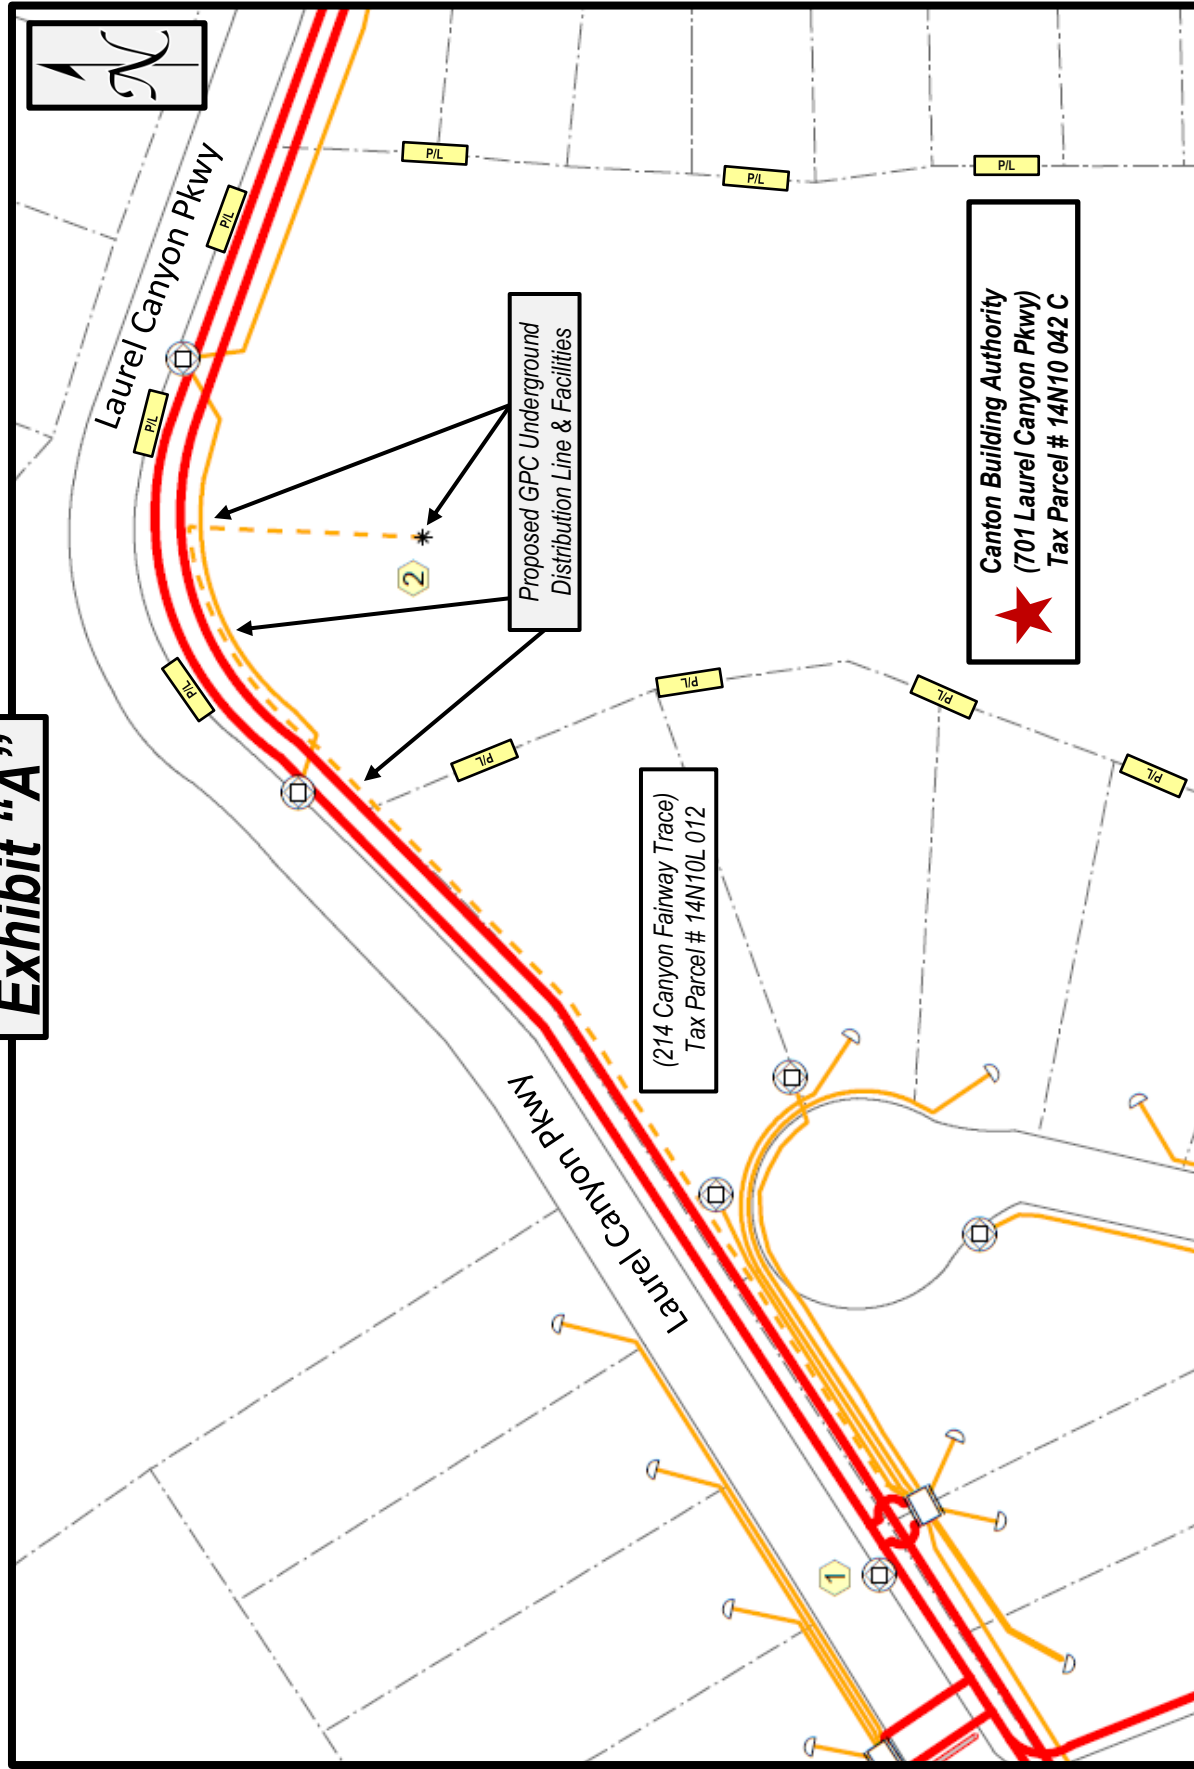 Exhibit "A"
N
Laurel Canyon Pkwy
P/L
P/L
P/L
P/L
P/L
P/L
Proposed GPC Underground
Distribution Line & Facilities
2
Canton Building Authority
(701 Laurel Canyon Pkwy)
Tax Parcel # 14N10 042 C
P/L
P/L
P/L
P/L
(214 Canyon Fairway Trace)
Tax Parcel # 14N10L 012
Laurel Canyon Pkwy
1